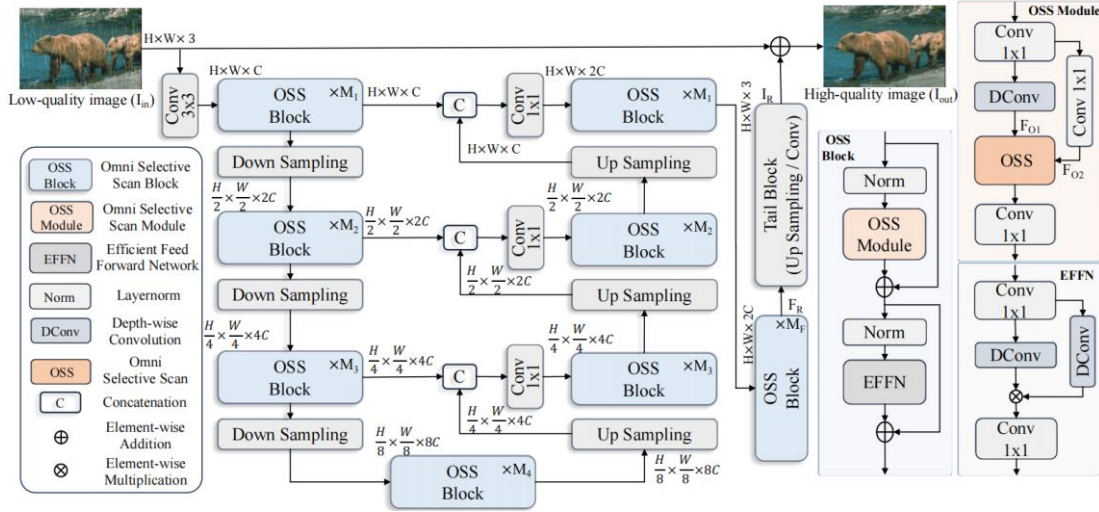 Low-quality image (I_in)
H×W×3
Conv
3x3
H×W×C
OSS
Block
×M₁
H×W×C
C
Conv
1x1
H×W×2C
OSS
Block
×M₁
H×W×C
Down Sampling
Up Sampling
H/2×W/2×2C
OSS
Block
×M₂
H/2×W/2×2C
C
Conv
1x1
H/2×W/2×2C
OSS
Block
×M₂
H/2×W/2×2C
Down Sampling
Up Sampling
H/4×W/4×4C
OSS
Block
×M₃
H/4×W/4×4C
C
Conv
1x1
H/4×W/4×4C
OSS
Block
×M₃
H/4×W/4×4C
Down Sampling
Up Sampling
H/8×W/8×8C
OSS
Block
×M₄
H/8×W/8×8C
H×W×2C
OSS
Block
×M_F
F_R
Tail Block
(Up Sampling / Conv)
H×W×3
I_R
High-quality image (I_out)
OSS
Block
Omni Selective
Scan Block
OSS
Module
Omni Selective
Scan Module
EFFN
Efficient Feed
Forward Network
Norm
Layernorm
DConv
Depth-wise
Convolution
OSS
Omni
Selective Scan
C
Concatenation
Element-wise
Addition
Element-wise
Multiplication
OSS
Block
Norm
OSS
Module
Norm
EFFN
OSS Module
Conv
1x1
Conv 1x1
DConv
F_O1
OSS
F_O2
Conv
1x1
EFFN
Conv
1x1
DConv
DConv
Conv
1x1